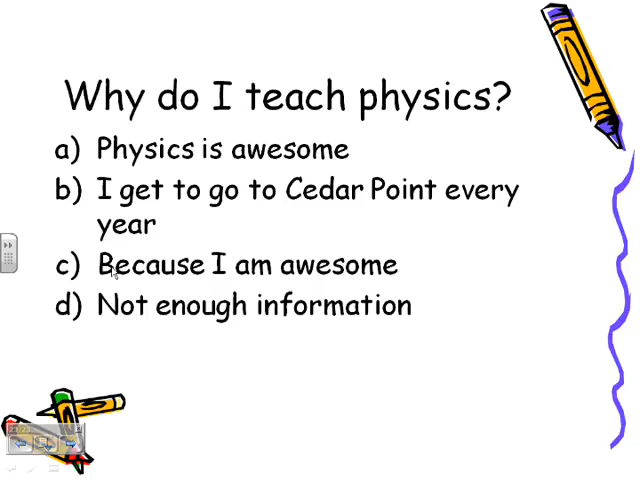 Why do I teach physics?
a) Physics is awesome
b) I get to go to Cedar Point every
year
c) Because I am awesome
d) Not enough information